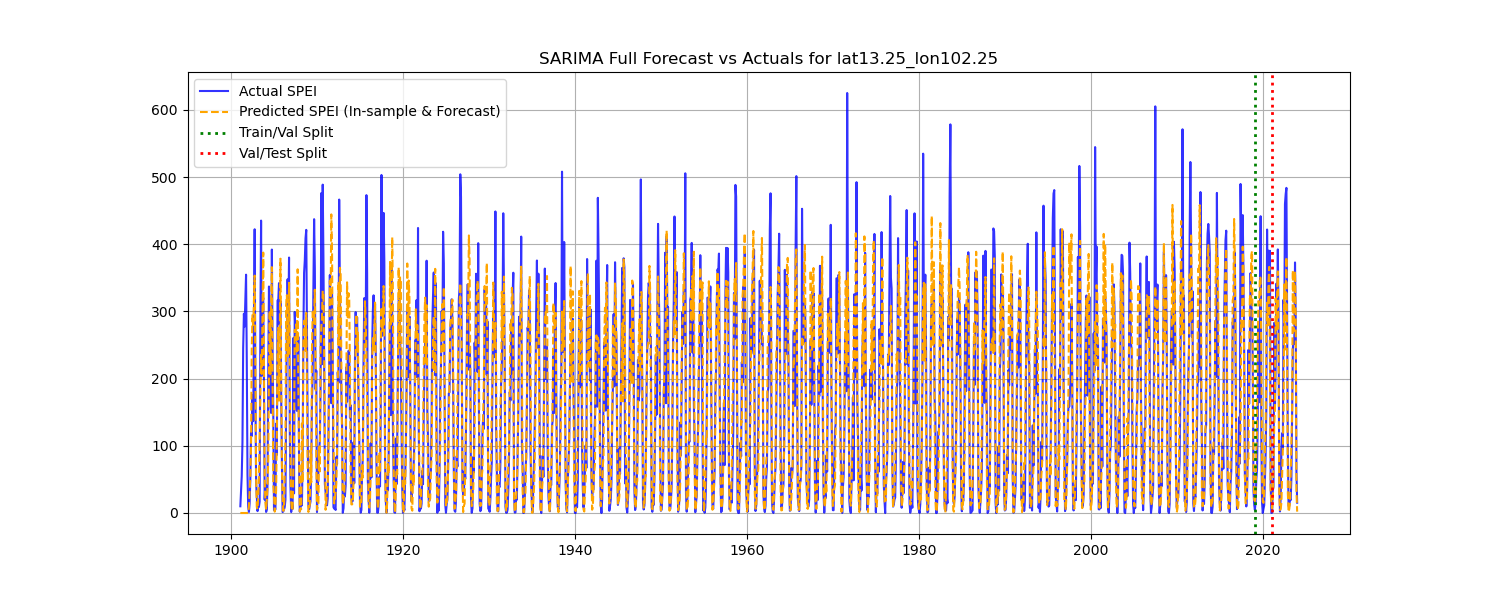 SARIMA Full Forecast vs Actuals for lat13.25_lon102.25
Actual SPEI
Predicted SPEI (In-sample & Forecast)
Train/Val Split
Val/Test Split
600
500
400
300
200
100
0
1900 1920 1940 1960 1980 2000 2020